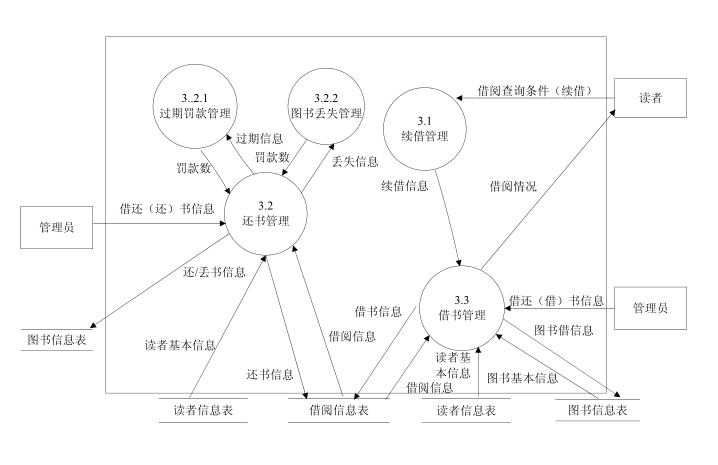 3..2.1
过期罚款管理
3.2.2
图书丢失管理
3.1
续借管理
借阅查询条件（续借）
读者
过期信息
罚款数
罚款数
丢失信息
续借信息
借阅情况
管理员
借还（还）书信息
3.2
还书管理
还/丢书信息
图书信息表
读者基本信息
还书信息
借阅信息
借书信息
3.3
借书管理
借还（借）书信息
管理员
图书借信息
读者基
本信息
借阅信息
图书基本信息
读者信息表
借阅信息表
读者信息表
图书信息表